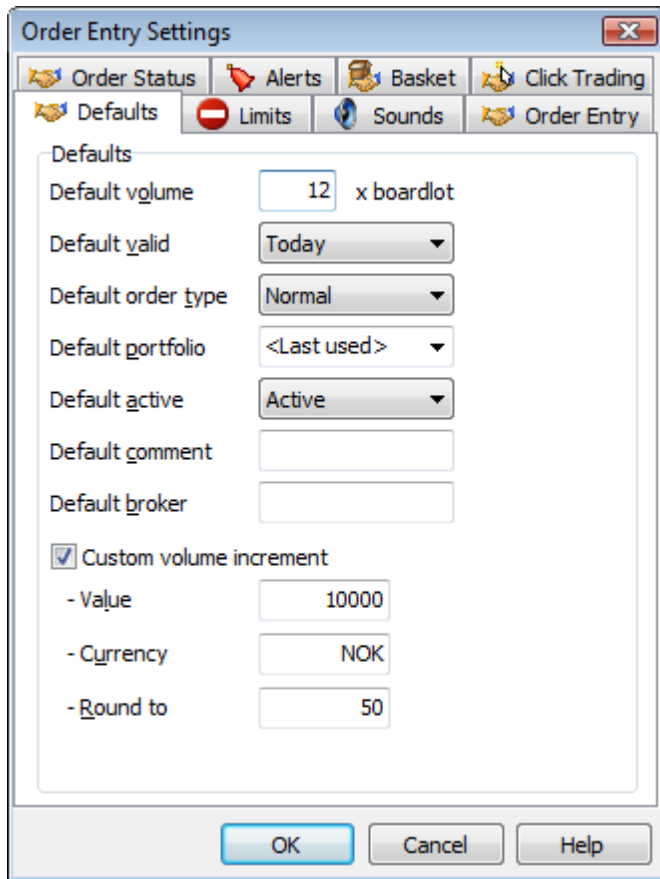 Order Entry Settings
Order Status Alerts Basket Click Trading
Defaults Limits Sounds Order Entry
Defaults
Default volume 12 x boardlot
Default valid Today
Default order type Normal
Default portfolio <Last used>
Default active Active
Default comment
Default broker
Custom volume increment
- Value 10000
- Currency NOK
- Round to 50
OK Cancel Help